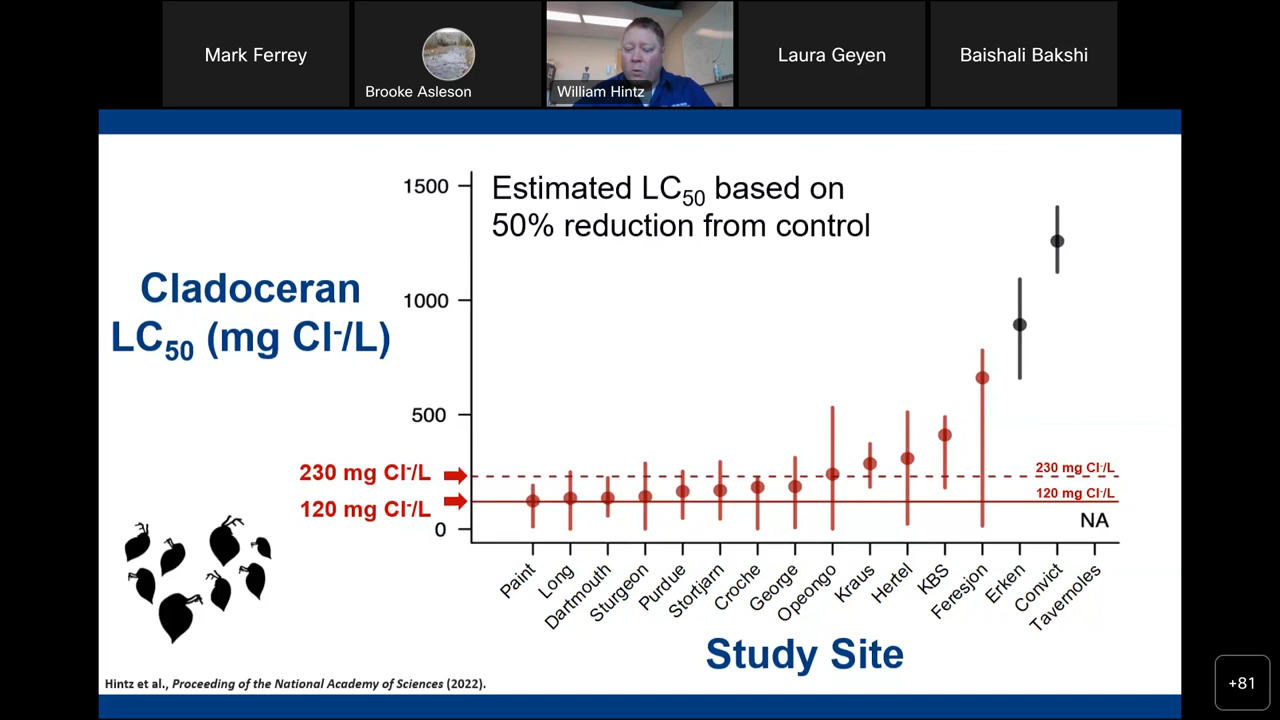 Mark Ferrey
Brooke Asleson
William Hintz
Laura Geyen
Baishali Bakshi
Estimated LC50 based on
50% reduction from control
Cladoceran
LC50 (mg Cl-/L)
1500
1000
500
0
230 mg Cl-/L
120 mg Cl-/L
230 mg Cl-/L
120 mg Cl-/L
NA
Paint
Long
Dartmouth
Sturgeon
Purdue
Stortjarn
Croche
George
Opeongo
Kraus
Hertel
KBS
Feresjon
Erken
Convict
Tavernoles
Study Site
Hintz et al., Proceeding of the National Academy of Sciences (2022).
+81